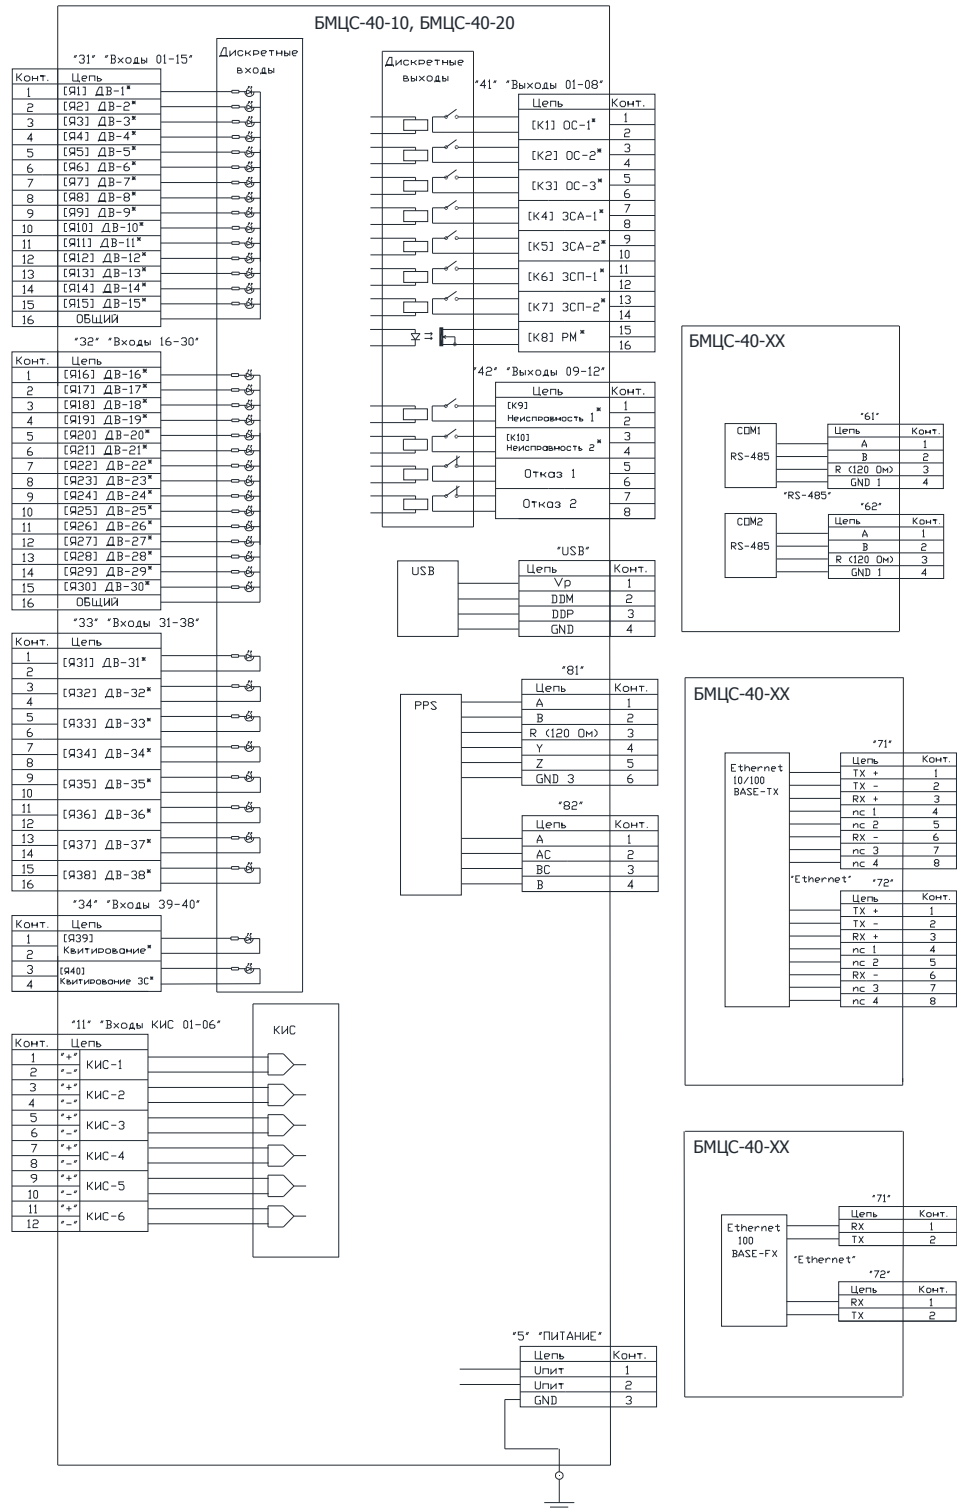 БМЦС-40-10, БМЦС-40-20
Дискретные
входы
"31" "Входы 01-15"
Конт. Цепь
1 [Я1] ДВ-1*
2 [Я2] ДВ-2*
3 [Я3] ДВ-3*
4 [Я4] ДВ-4*
5 [Я5] ДВ-5*
6 [Я6] ДВ-6*
7 [Я7] ДВ-7*
8 [Я8] ДВ-8*
9 [Я9] ДВ-9*
10 [Я10] ДВ-10*
11 [Я11] ДВ-11*
12 [Я12] ДВ-12*
13 [Я13] ДВ-13*
14 [Я14] ДВ-14*
15 [Я15] ДВ-15*
16 ОБЩИЙ
"32" "Входы 16-30"
Конт. Цепь
1 [Я16] ДВ-16*
2 [Я17] ДВ-17*
3 [Я18] ДВ-18*
4 [Я19] ДВ-19*
5 [Я20] ДВ-20*
6 [Я21] ДВ-21*
7 [Я22] ДВ-22*
8 [Я23] ДВ-23*
9 [Я24] ДВ-24*
10 [Я25] ДВ-25*
11 [Я26] ДВ-26*
12 [Я27] ДВ-27*
13 [Я28] ДВ-28*
14 [Я29] ДВ-29*
15 [Я30] ДВ-30*
16 ОБЩИЙ
"33" "Входы 31-38"
Конт. Цепь
1 [Я31] ДВ-31*
2
3 [Я32] ДВ-32*
4
5 [Я33] ДВ-33*
6
7 [Я34] ДВ-34*
8
9 [Я35] ДВ-35*
10
11 [Я36] ДВ-36*
12
13 [Я37] ДВ-37*
14
15 [Я38] ДВ-38*
16
"34" "Входы 39-40"
Конт. Цепь
1 [Я39]
2 Квитирование*
3 [Я40]
4 Квитирование ЗС*
"11" "Входы КИС 01-06"
КИС
Конт. Цепь
1 "+" КИС-1
2 "-"
3 "+" КИС-2
4 "-"
5 "+" КИС-3
6 "-"
7 "+" КИС-4
8 "-"
9 "+" КИС-5
10 "-"
11 "+" КИС-6
12 "-"
Дискретные
выходы
"41" "Выходы 01-08"
Цепь Конт.
[К1] ОС-1* 1
2
[К2] ОС-2* 3
4
[К3] ОС-3* 5
6
[К4] ЗСА-1* 7
8
[К5] ЗСА-2* 9
10
[К6] ЗСП-1* 11
12
[К7] ЗСП-2* 13
14
[К8] РМ* 15
16
"42" "Выходы 09-12"
Цепь Конт.
[К9] 1
Неисправность 1* 2
[К10] 3
Неисправность 2* 4
Отказ 1 5
6
Отказ 2 7
8
"USB"
USB
Цепь Конт.
Vp 1
DDM 2
DDP 3
GND 4
"81"
PPS
Цепь Конт.
A 1
B 2
R (120 Ом) 3
Y 4
Z 5
GND 3 6
"82"
Цепь Конт.
A 1
AC 2
BC 3
B 4
"5" "ПИТАНИЕ"
Цепь Конт.
Uпит 1
Uпит 2
GND 3
БМЦС-40-XX
"61"
COM1
RS-485
Цепь Конт.
A 1
B 2
R (120 Ом) 3
GND 1 4
"RS-485"
"62"
COM2
RS-485
Цепь Конт.
A 1
B 2
R (120 Ом) 3
GND 1 4
БМЦС-40-XX
"71"
Ethernet
10/100
BASE-TX
Цепь Конт.
TX + 1
TX - 2
RX + 3
nc 1 4
nc 2 5
RX - 6
nc 3 7
nc 4 8
"Ethernet"
"72"
Цепь Конт.
TX + 1
TX - 2
RX + 3
nc 1 4
nc 2 5
RX - 6
nc 3 7
nc 4 8
БМЦС-40-XX
"71"
Ethernet
100
BASE-FX
Цепь Конт.
RX 1
TX 2
"Ethernet"
"72"
Цепь Конт.
RX 1
TX 2